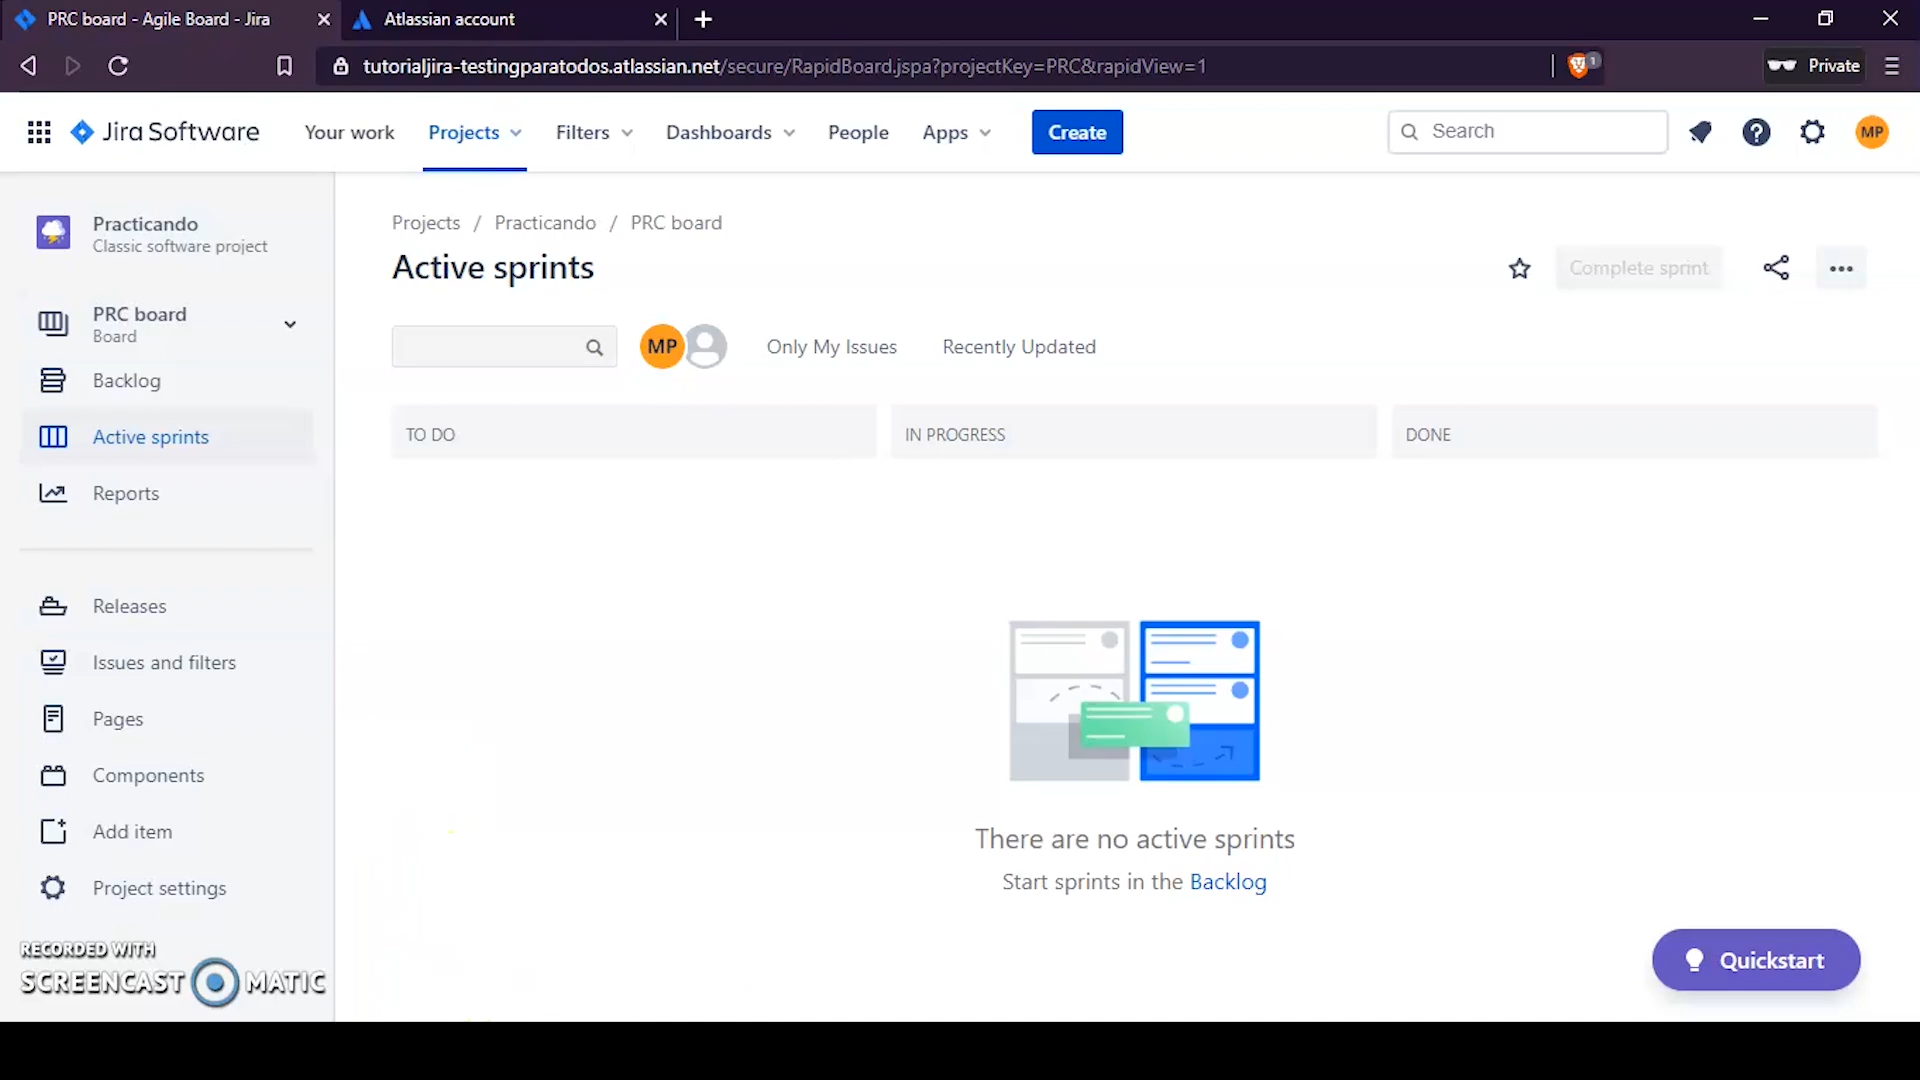 PRC board - Agile Board - Jira
Atlassian account
tutorialjira-testingparatodos.atlassian.net/secure/RapidBoard.jspa?projectKey=PRC&rapidView=1
1
Private
Jira Software
Your work
Projects
Filters
Dashboards
People
Apps
Create
Search
MP
Practicando
Classic software project
Projects / Practicando / PRC board
Active sprints
Complete sprint
PRC board
Board
MP
Only My Issues
Recently Updated
Backlog
Active sprints
TO DO
IN PROGRESS
DONE
Reports
Releases
Issues and filters
Pages
Components
Add item
Project settings
There are no active sprints
Start sprints in the Backlog
Quickstart
RECORDED WITH
SCREENCAST MATIC